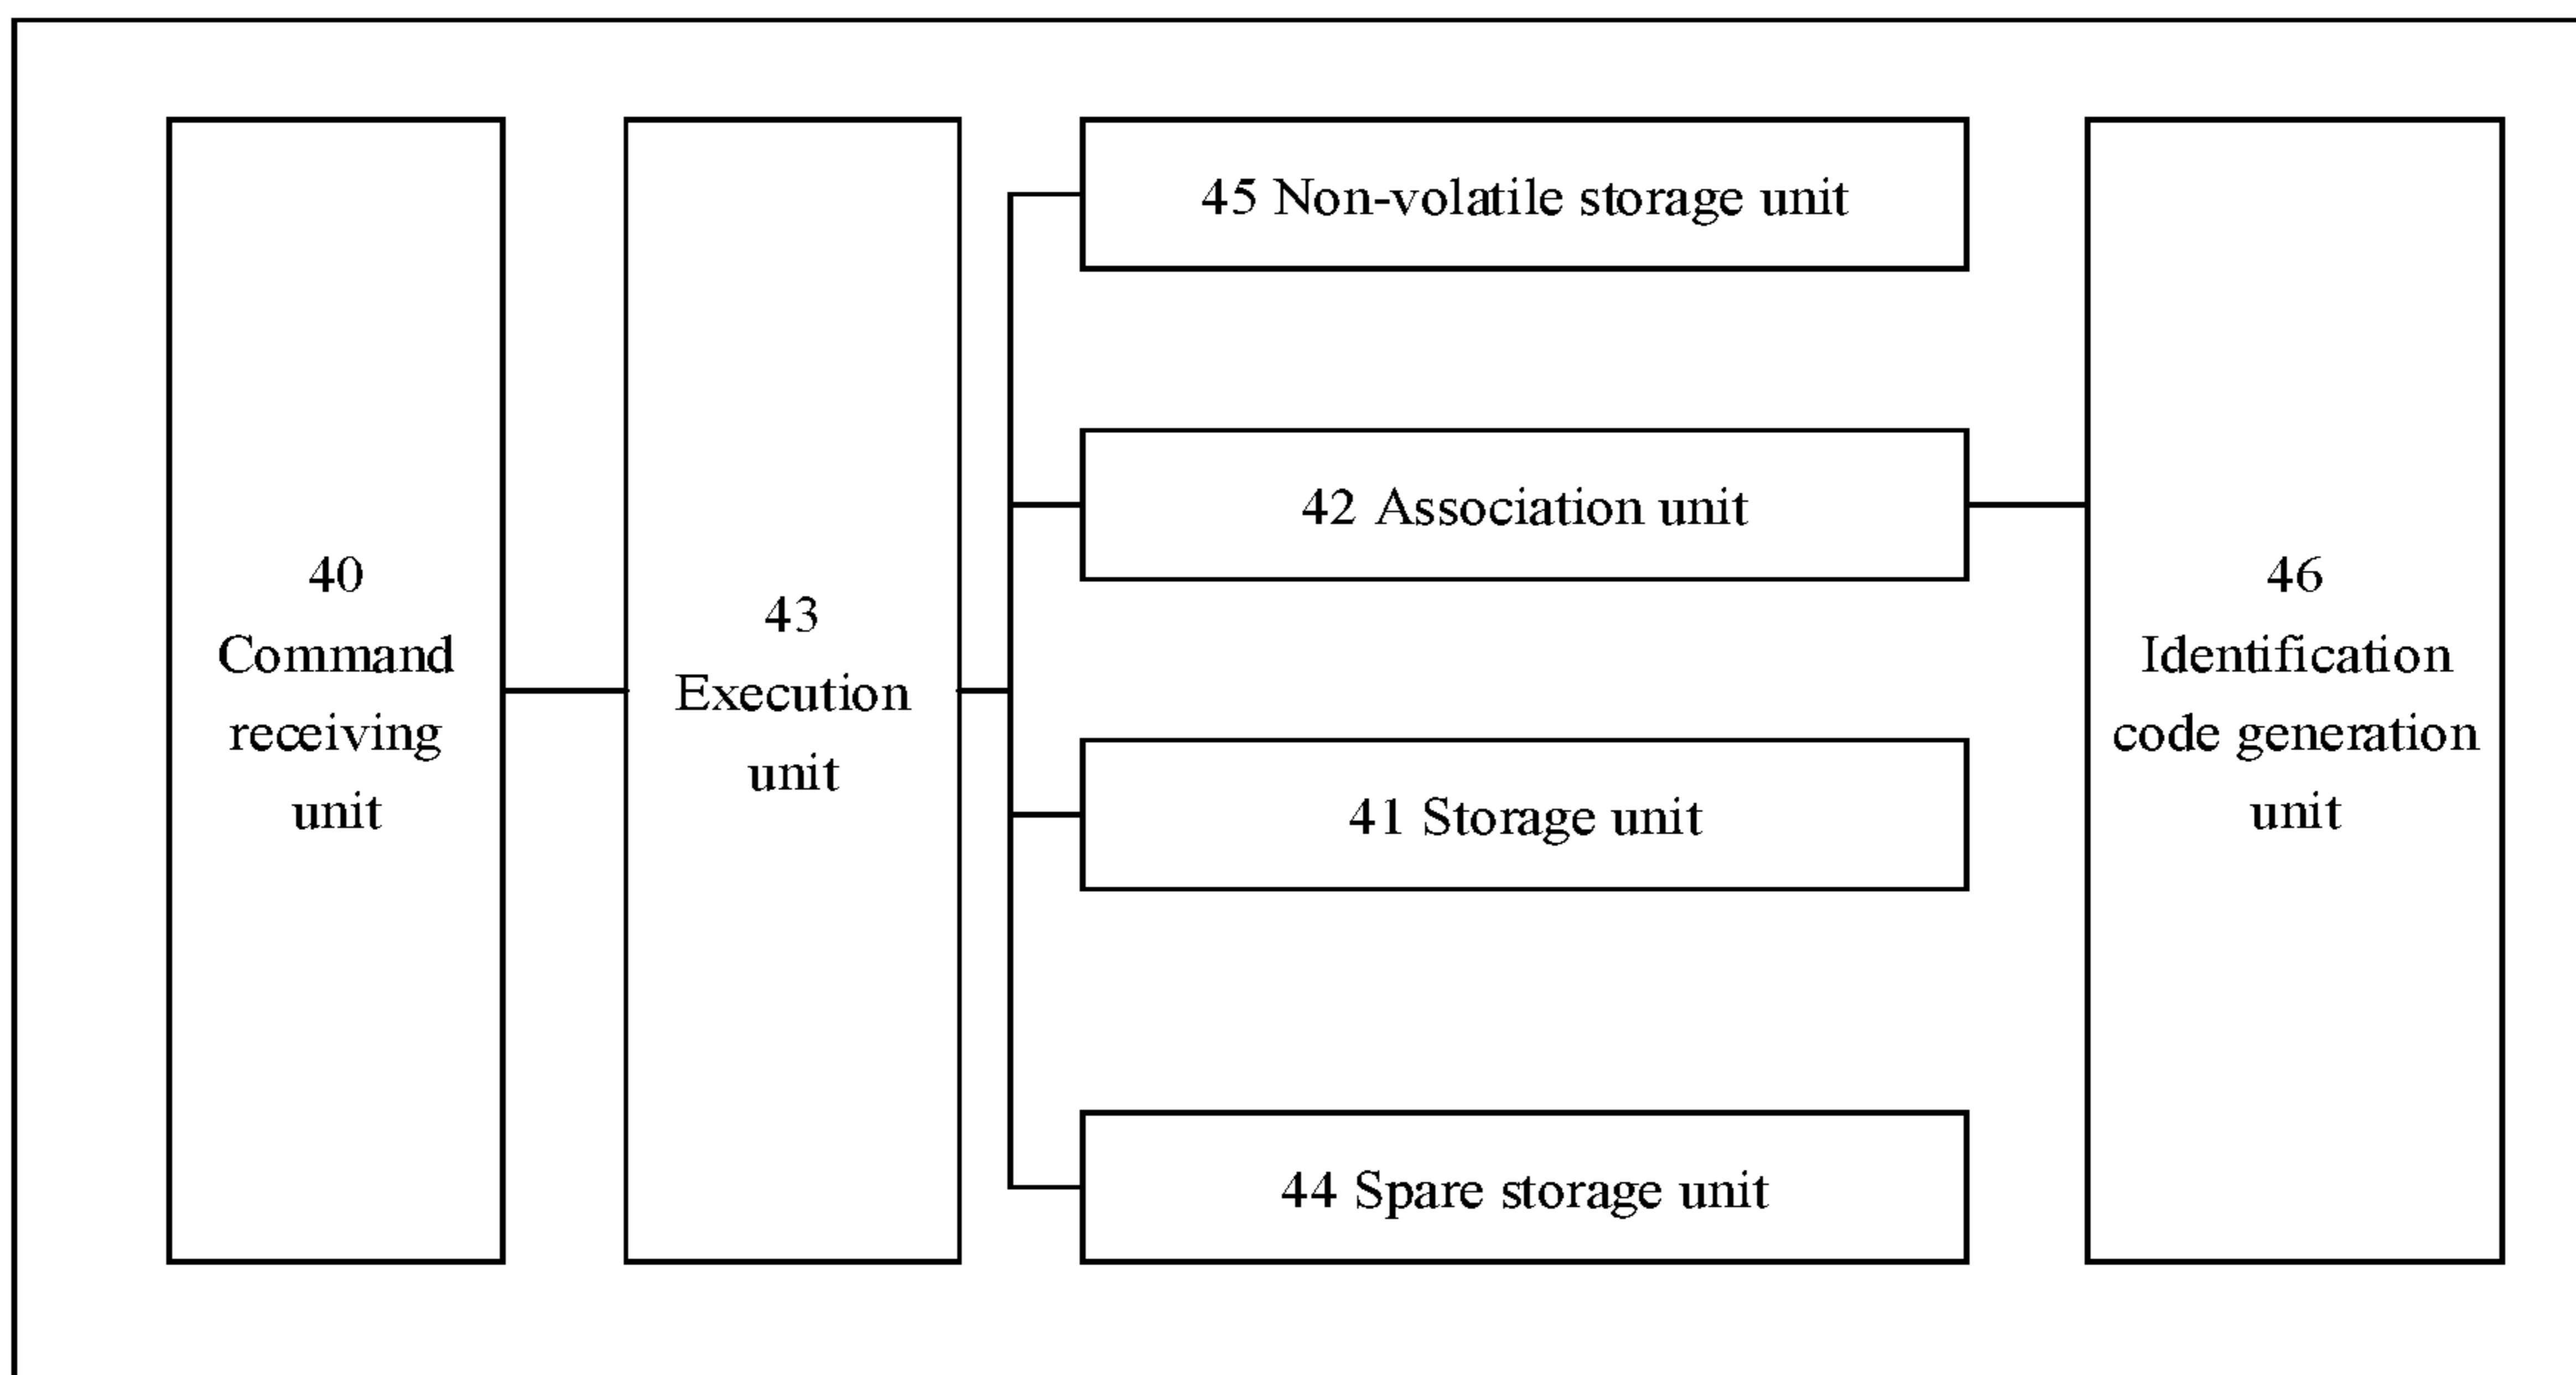 40
Command
receiving
unit
43
Execution
unit
45 Non-volatile storage unit
42 Association unit
41 Storage unit
44 Spare storage unit
46
Identification
code generation
unit